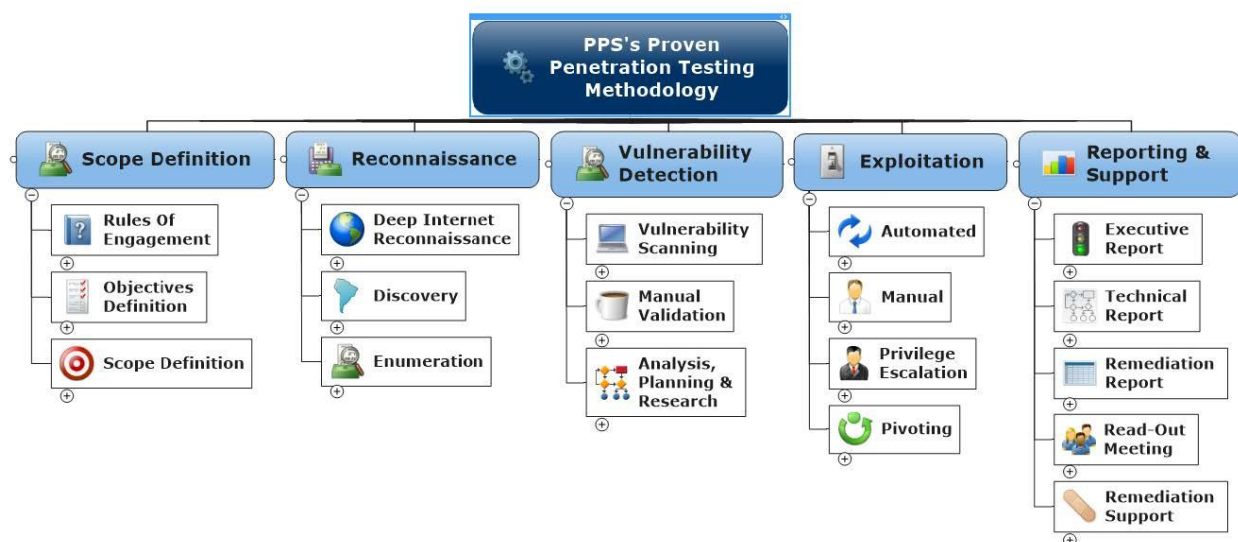 PPS's Proven
Penetration Testing
Methodology
Scope Definition
Rules Of
Engagement
Objectives
Definition
Scope Definition
Reconnaissance
Deep Internet
Reconnaissance
Discovery
Enumeration
Vulnerability
Detection
Vulnerability
Scanning
Manual
Validation
Analysis,
Planning &
Research
Exploitation
Automated
Manual
Privilege
Escalation
Pivoting
Reporting &
Support
Executive
Report
Technical
Report
Remediation
Report
Read-Out
Meeting
Remediation
Support